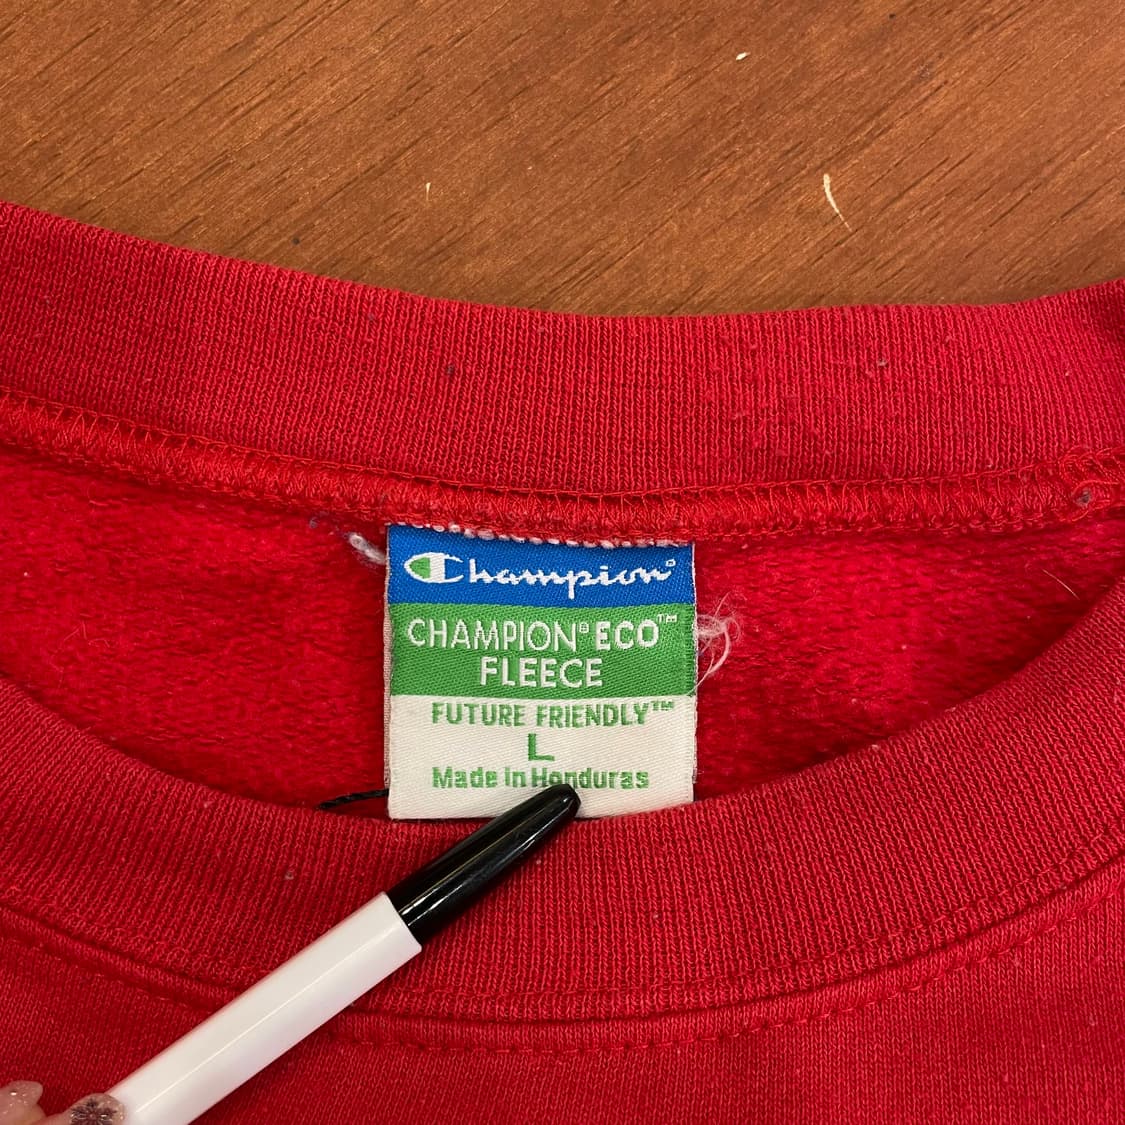 Champion®
CHAMPION® ECO™
FLEECE
FUTURE FRIENDLY™
L
Made in Honduras